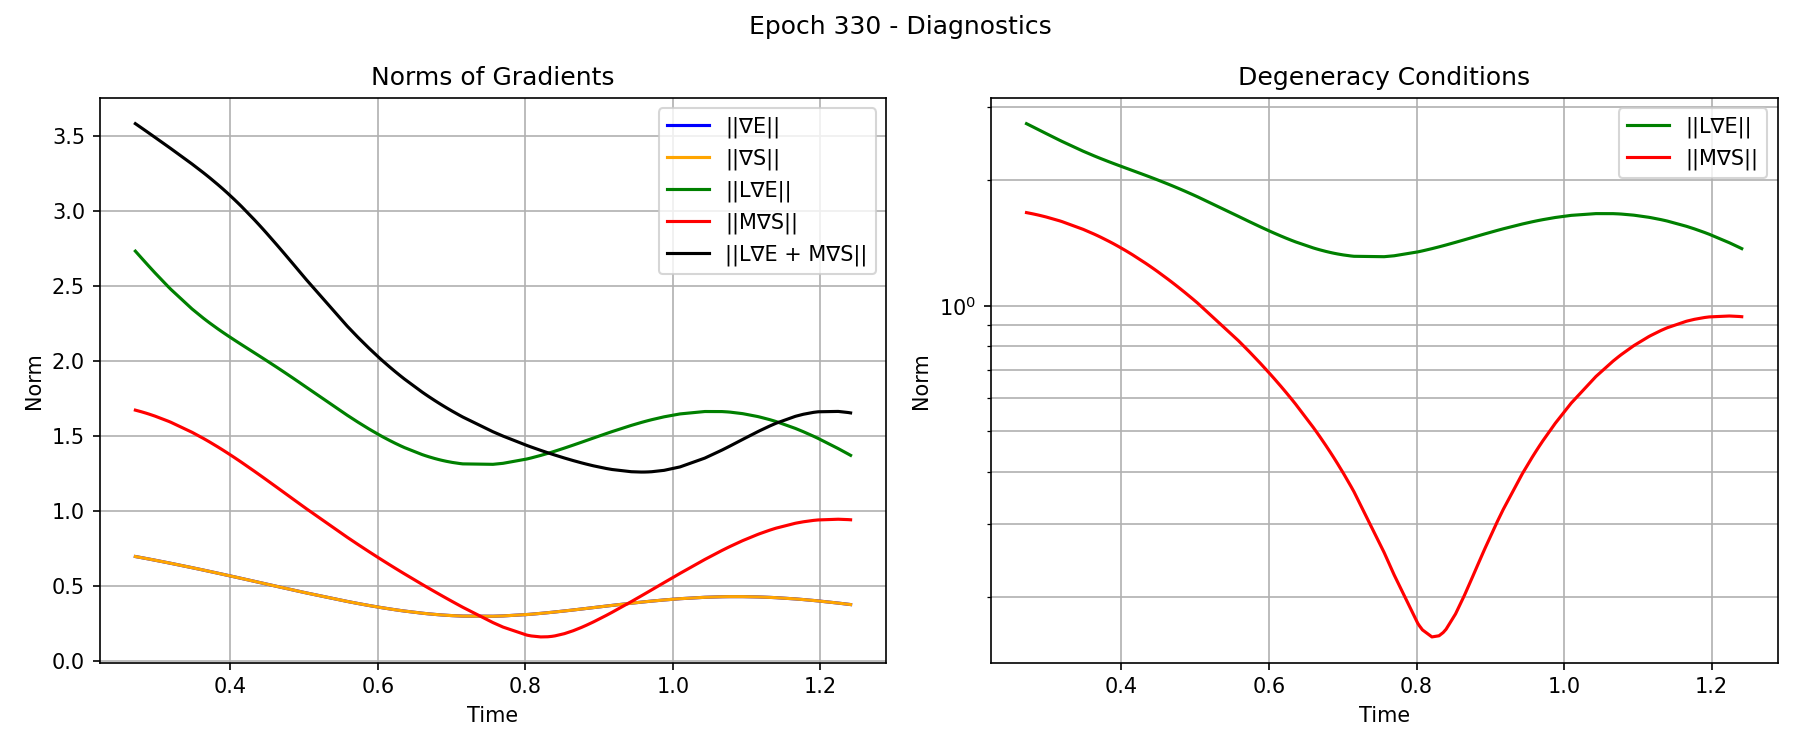 Epoch 330 - Diagnostics
Norms of Gradients
Norm
3.5
3.0
2.5
2.0
1.5
1.0
0.5
0.0
||∇E||
||∇S||
||L∇E||
||M∇S||
||L∇E + M∇S||
0.4 0.6 0.8 1.0 1.2
Time
Degeneracy Conditions
Norm
10⁰
||L∇E||
||M∇S||
0.4 0.6 0.8 1.0 1.2
Time